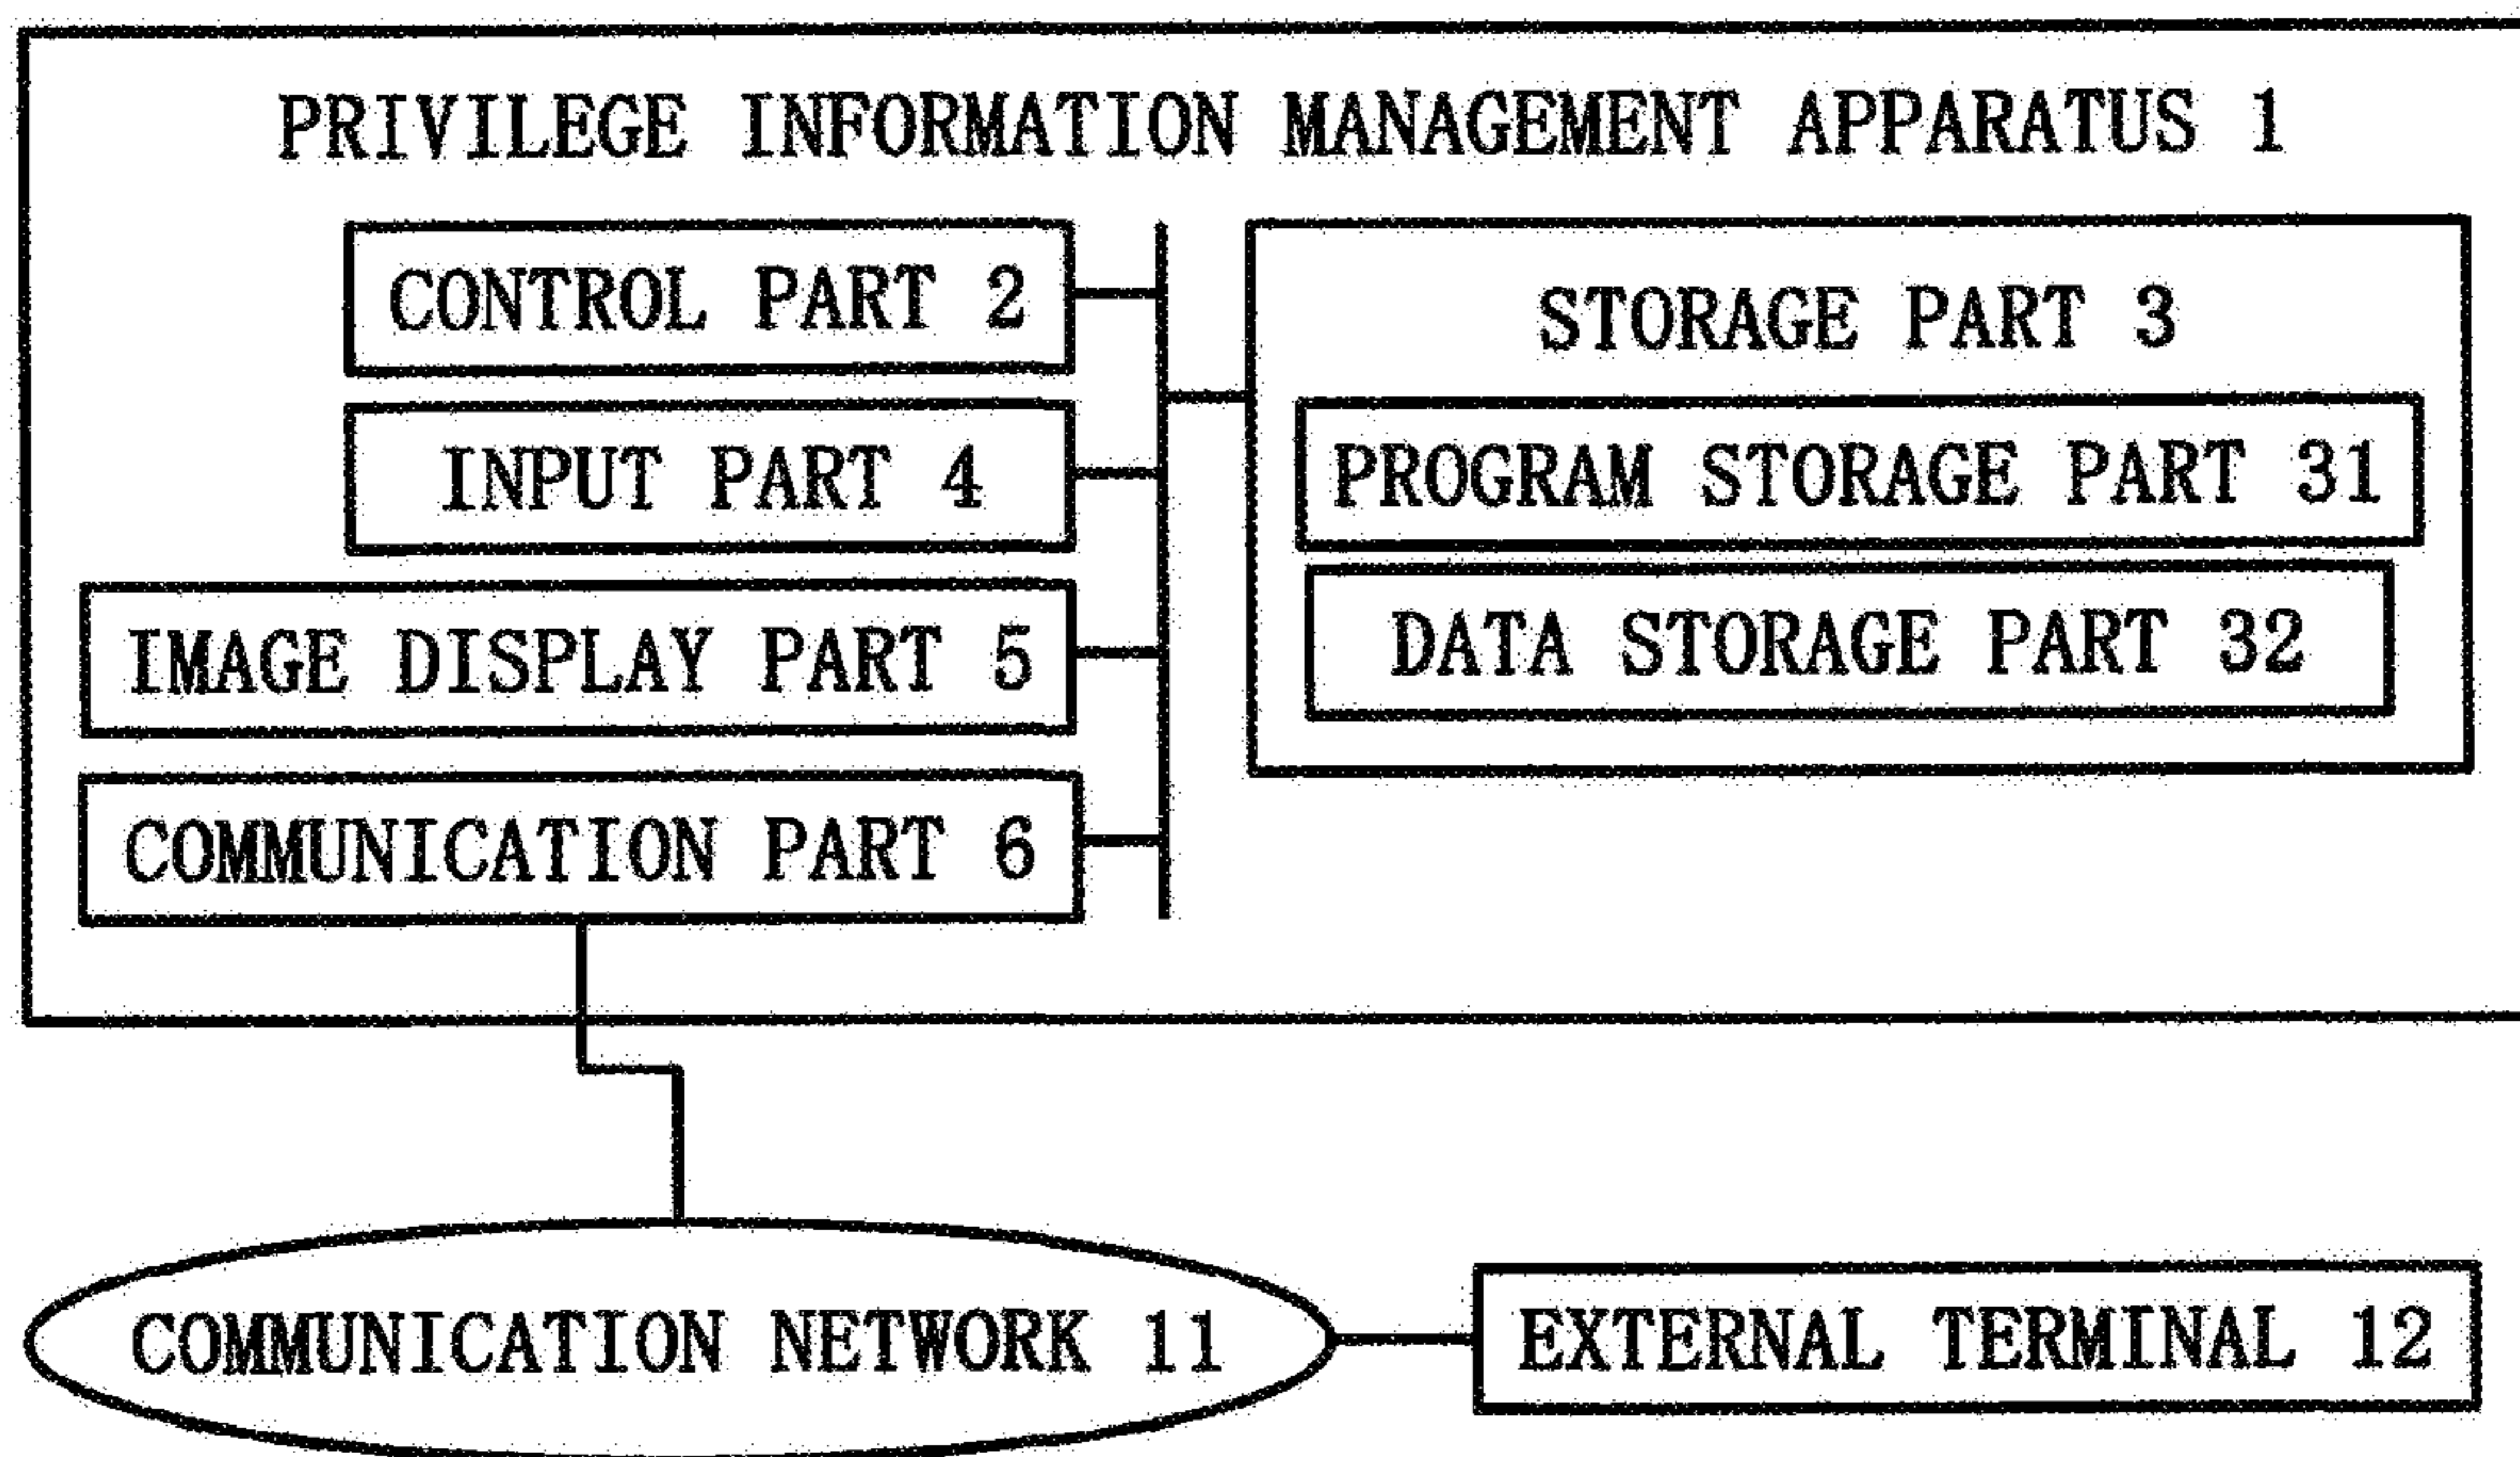 PRIVILEGE INFORMATION MANAGEMENT APPARATUS 1
CONTROL PART 2
INPUT PART 4
IMAGE DISPLAY PART 5
COMMUNICATION PART 6
STORAGE PART 3
PROGRAM STORAGE PART 31
DATA STORAGE PART 32
COMMUNICATION NETWORK 11
EXTERNAL TERMINAL 12